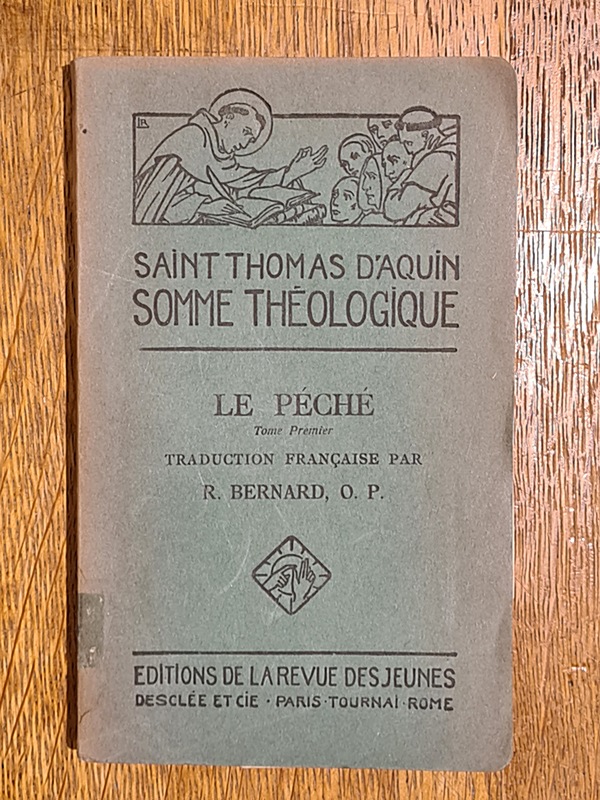 SAINT THOMAS D'AQUIN
SOMME THÉOLOGIQUE
LE PÉCHÉ
Tome Premier
TRADUCTION FRANÇAISE PAR
R. BERNARD, O. P.
EDITIONS DE LA REVUE DES JEUNES
DESCLÉE ET CIE · PARIS · TOURNAI · ROME